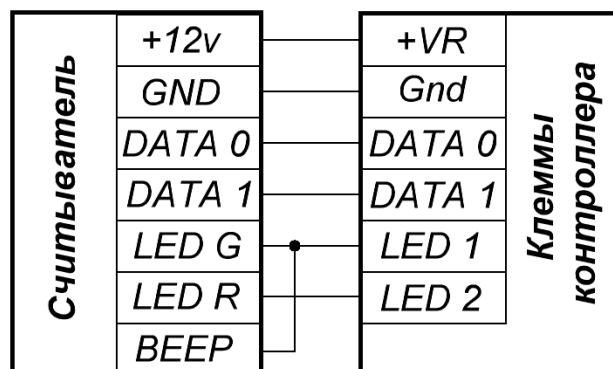 Считыватель
+12v
GND
DATA 0
DATA 1
LED G
LED R
BEEP
+VR
Gnd
DATA 0
DATA 1
LED 1
LED 2
Клеммы
контроллера